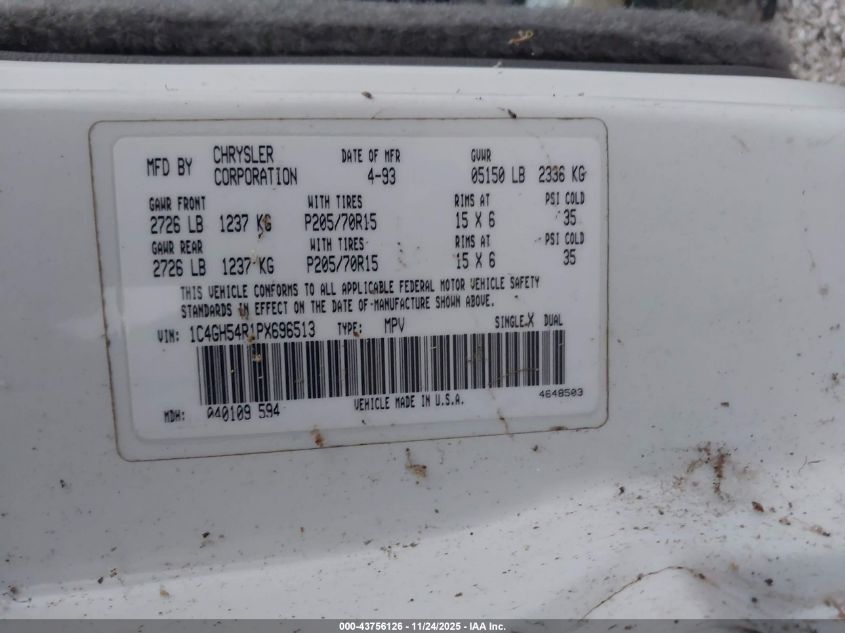 MFD BY CHRYSLER CORPORATION DATE OF MFR 4-93 GVWR 05150 LB 2336 KG
GAWR FRONT WITH TIRES RIMS AT PSI COLD
2726 LB 1237 KG P205/70R15 15 X 6 35
GAWR REAR WITH TIRES RIMS AT PSI COLD
2726 LB 1237 KG P205/70R15 15 X 6 35
THIS VEHICLE CONFORMS TO ALL APPLICABLE FEDERAL MOTOR VEHICLE SAFETY
STANDARDS IN EFFECT ON THE DATE OF MANUFACTURE SHOWN ABOVE.
VIN: 1C4GH54R1PX696513 TYPE: MPV SINGLE X DUAL
MDH: 040109 594 VEHICLE MADE IN U.S.A. 4648503
000-43756126 - 11/24/2025 - IAA Inc.